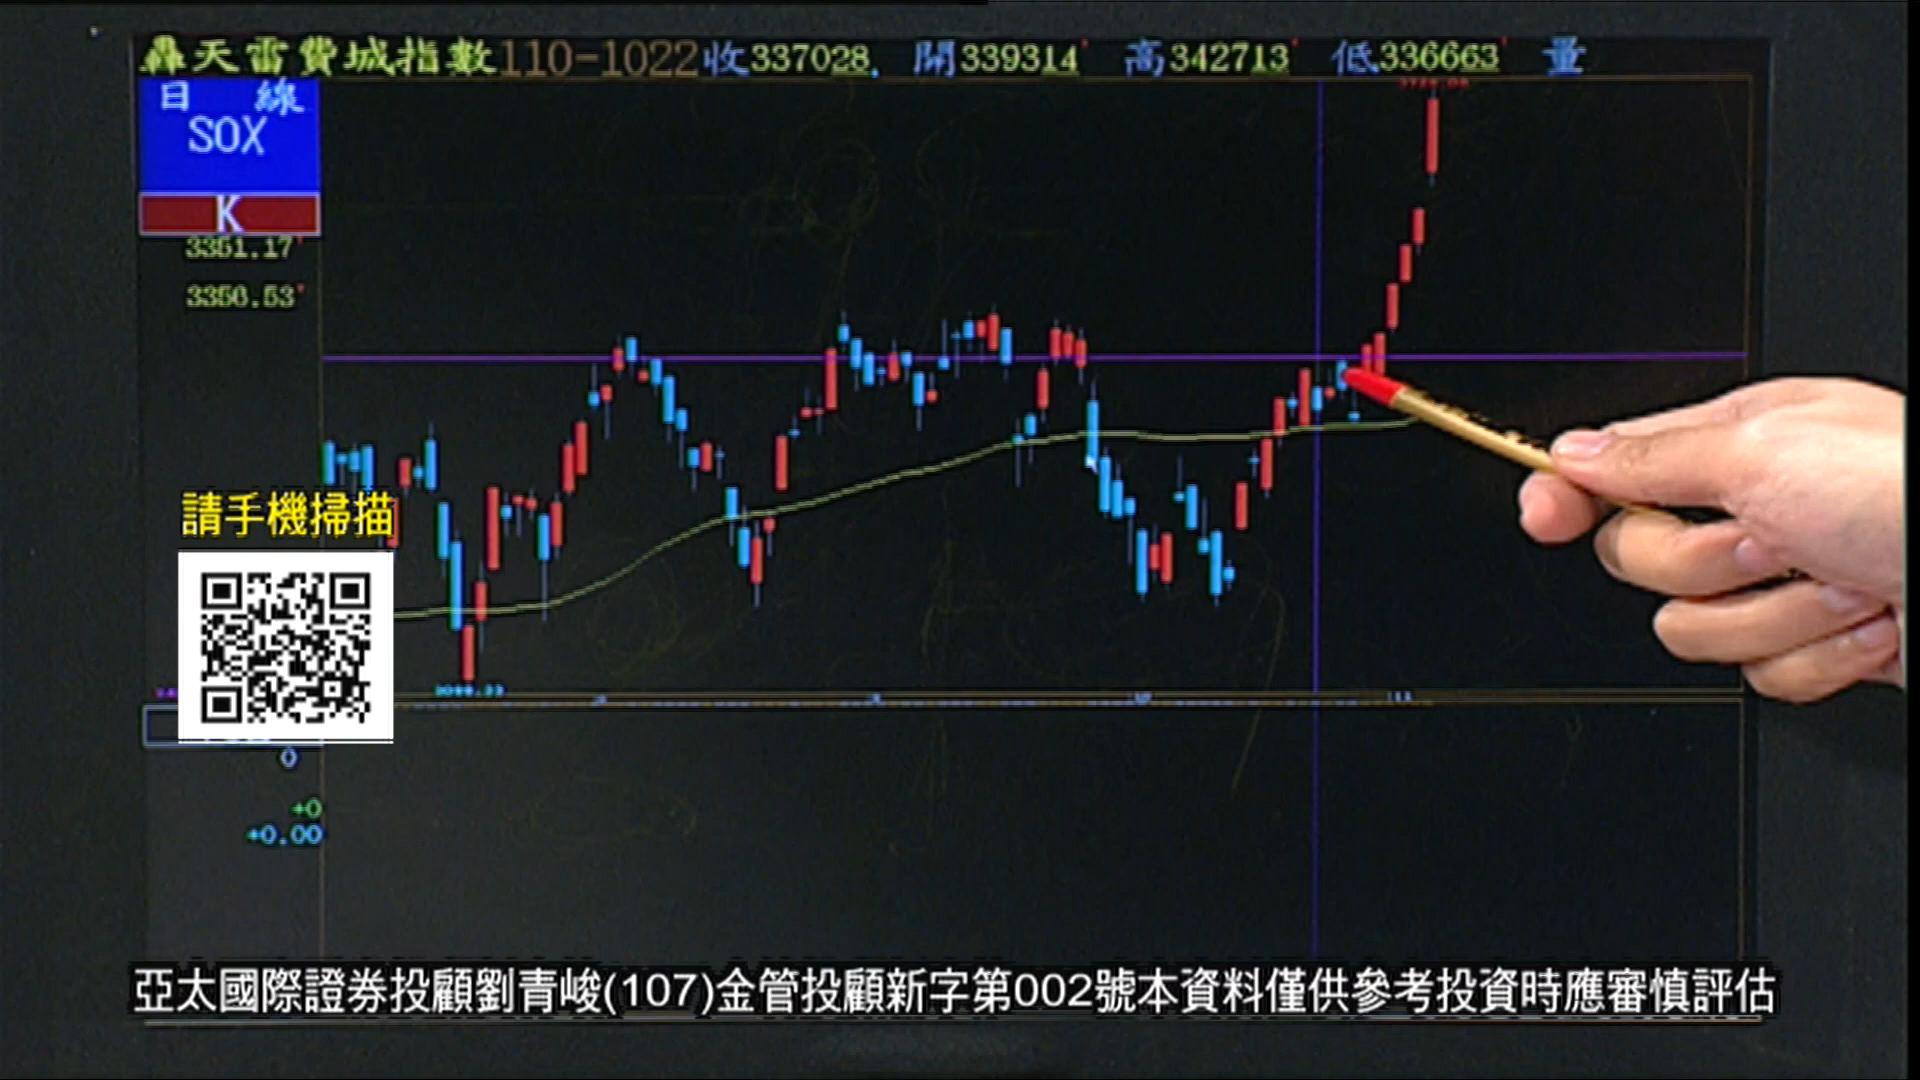 轟天雷費城指數110-1022收337028 開339314 高342713 低336663 量
日 線
SOX
K
3351.17
3350.53
請手機掃描
0
+0
+0.00
亞太國際證券投顧劉青峻(107)金管投顧新字第002號本資料僅供參考投資時應審慎評估